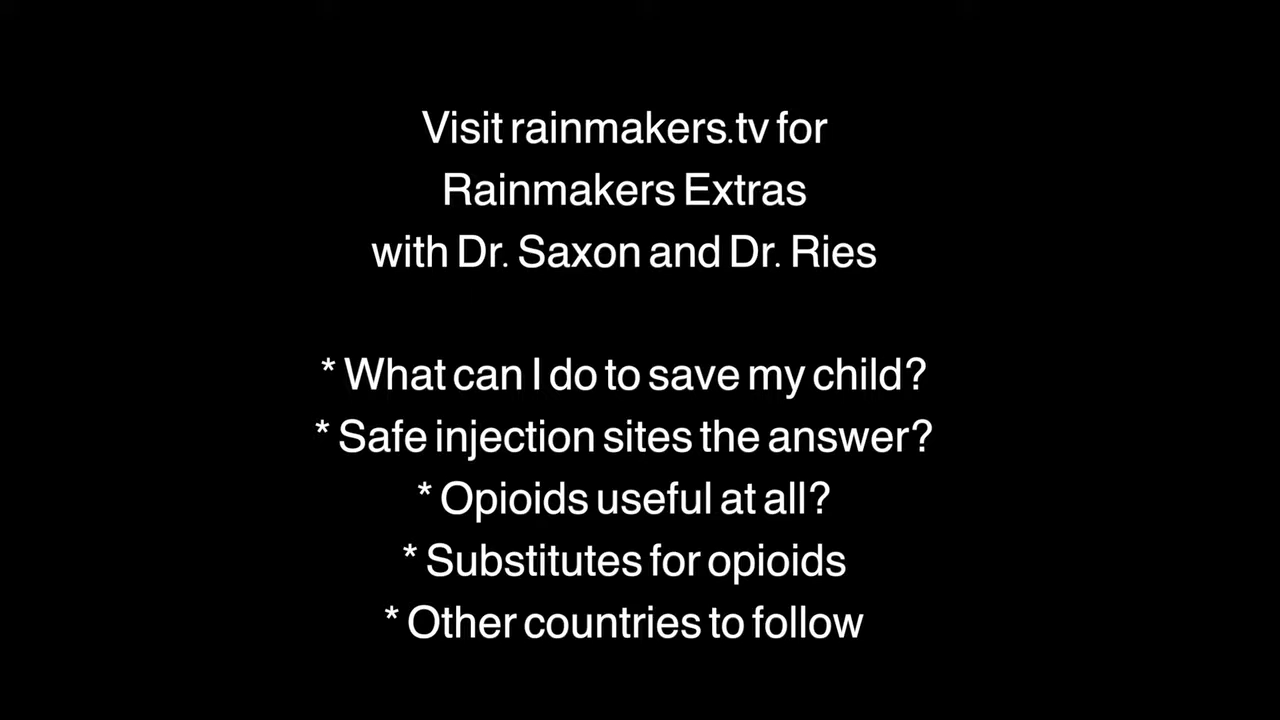 Visit rainmakers.tv for
Rainmakers Extras
with Dr. Saxon and Dr. Ries
* What can I do to save my child?
* Safe injection sites the answer?
* Opioids useful at all?
* Substitutes for opioids
* Other countries to follow